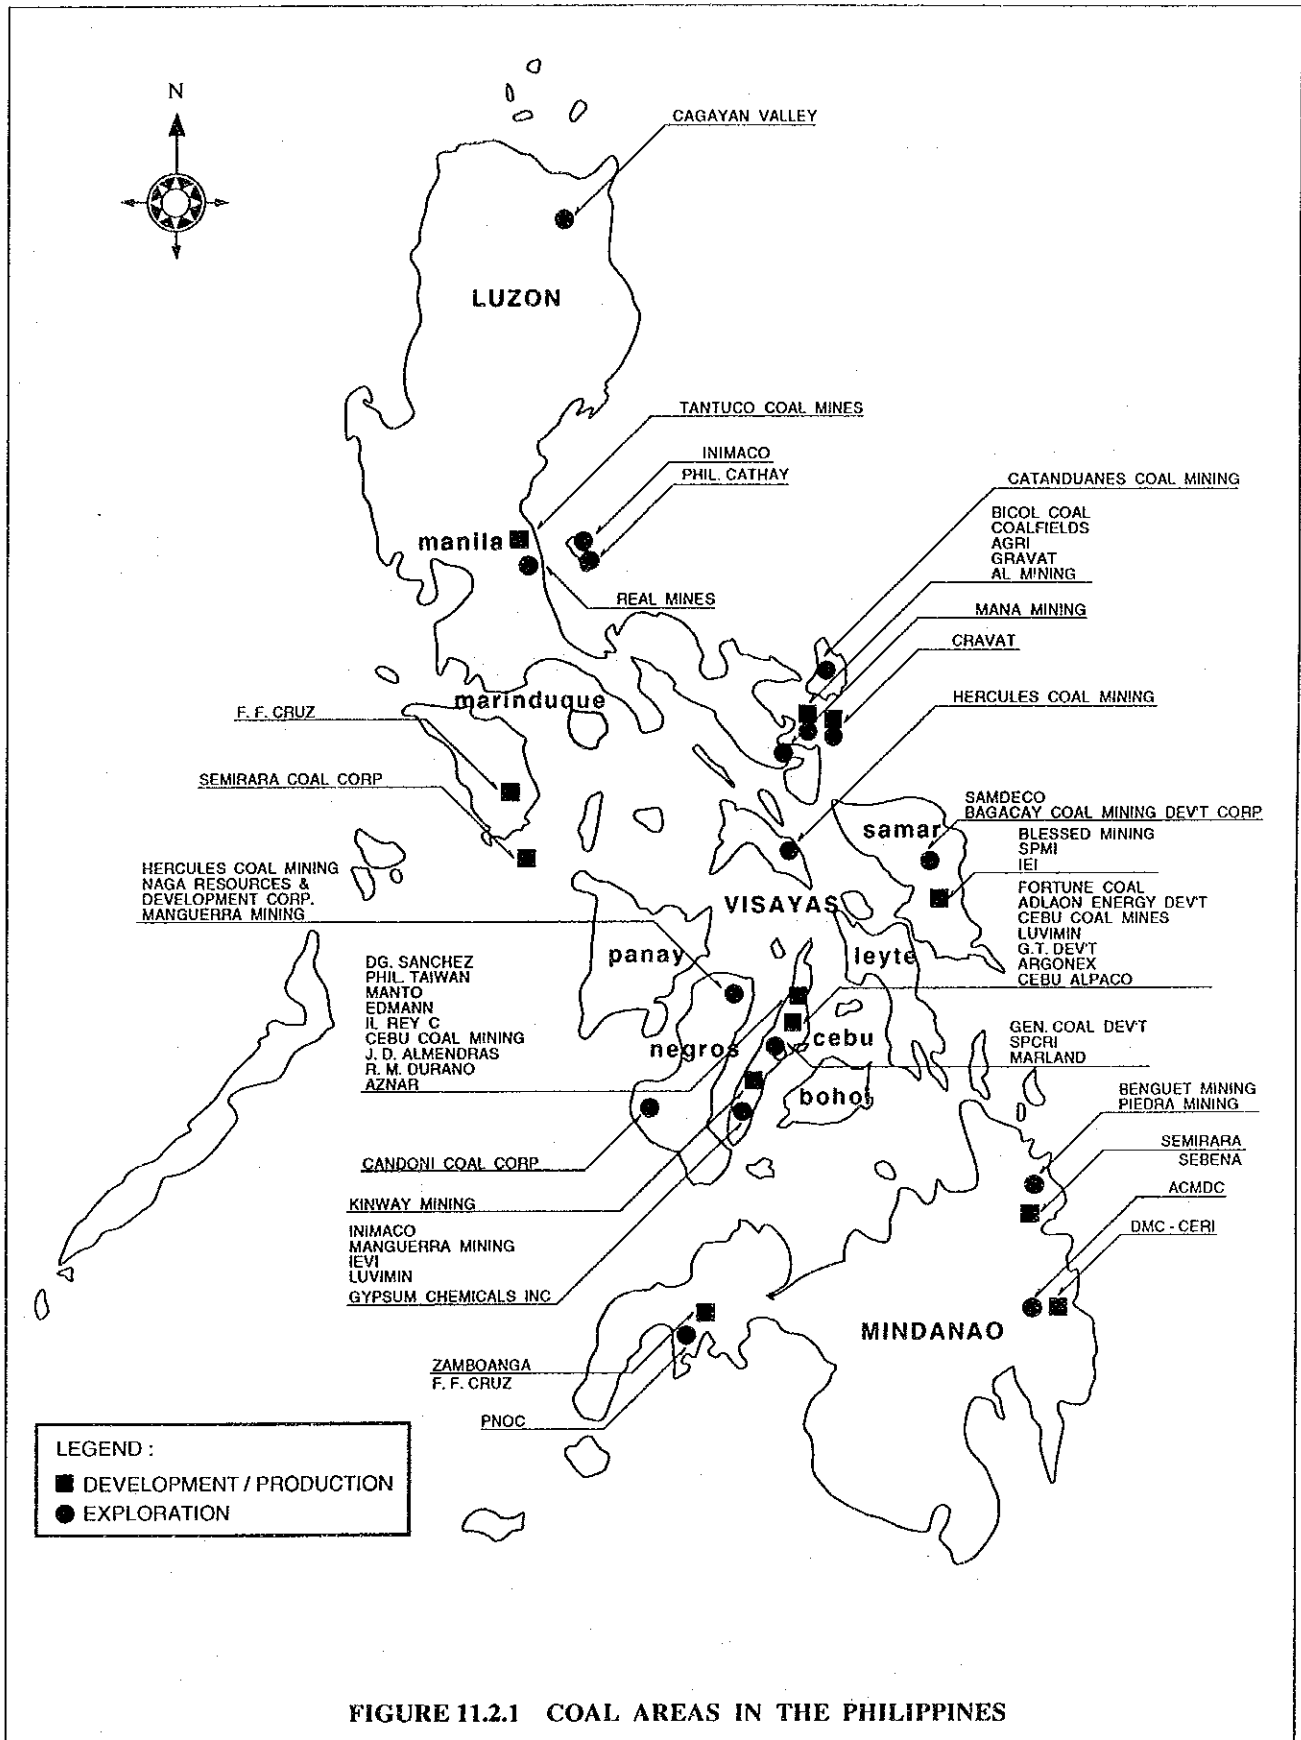 N
CAGAYAN VALLEY
LUZON
TANTUCO COAL MINES
INIMACO
PHIL. CATHAY
CATANDUANES COAL MINING
BICOL COAL
COALFIELDS
AGRI
GRAVAT
AL MINING
manila
REAL MINES
MANA MINING
CRAVAT
marinduque
HERCULES COAL MINING
F. F. CRUZ
SEMIRARA COAL CORP
SAMDECO
BAGACAY COAL MINING DEV'T CORP
samar
BLESSED MINING
SPMI
IEI
HERCULES COAL MINING
NAGA RESOURCES &
DEVELOPMENT CORP.
MANGUERRA MINING
VISAYAS
FORTUNE COAL
ADLAON ENERGY DEV'T
CEBU COAL MINES
LUVIMIN
G.T. DEV'T
ARGONEX
CEBU ALPACO
panay
leyte
DG. SANCHEZ
PHIL. TAIWAN
MANTO
EDMANN
IL REY C
CEBU COAL MINING
J. D. ALMENDRAS
R. M. DURANO
AZNAR
negros
cebu
GEN. COAL DEV'T
SPCRI
MARLAND
bohol
BENGUET MINING
PIEDRA MINING
CANDONI COAL CORP
SEMIRARA
SEBENA
KINWAY MINING
ACMDC
DMC - CERI
INIMACO
MANGUERRA MINING
IEVI
LUVIMIN
GYPSUM CHEMICALS INC
MINDANAO
ZAMBOANGA
F. F. CRUZ
PNOC
LEGEND :
DEVELOPMENT / PRODUCTION
EXPLORATION
FIGURE 11.2.1 COAL AREAS IN THE PHILIPPINES